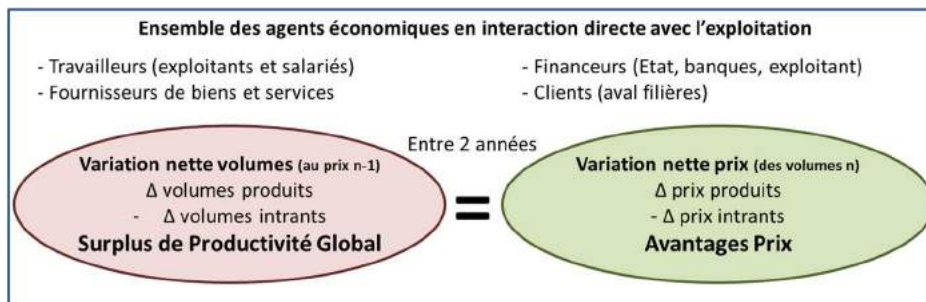 Ensemble des agents économiques en interaction directe avec l'exploitation
- Travailleurs (exploitants et salariés)
- Fournisseurs de biens et services
- Financeurs (Etat, banques, exploitant)
- Clients (aval filières)
Entre 2 années
Variation nette volumes (au prix n-1)
Δ volumes produits
- Δ volumes intrants
Surplus de Productivité Global
=
Variation nette prix (des volumes n)
Δ prix produits
- Δ prix intrants
Avantages Prix